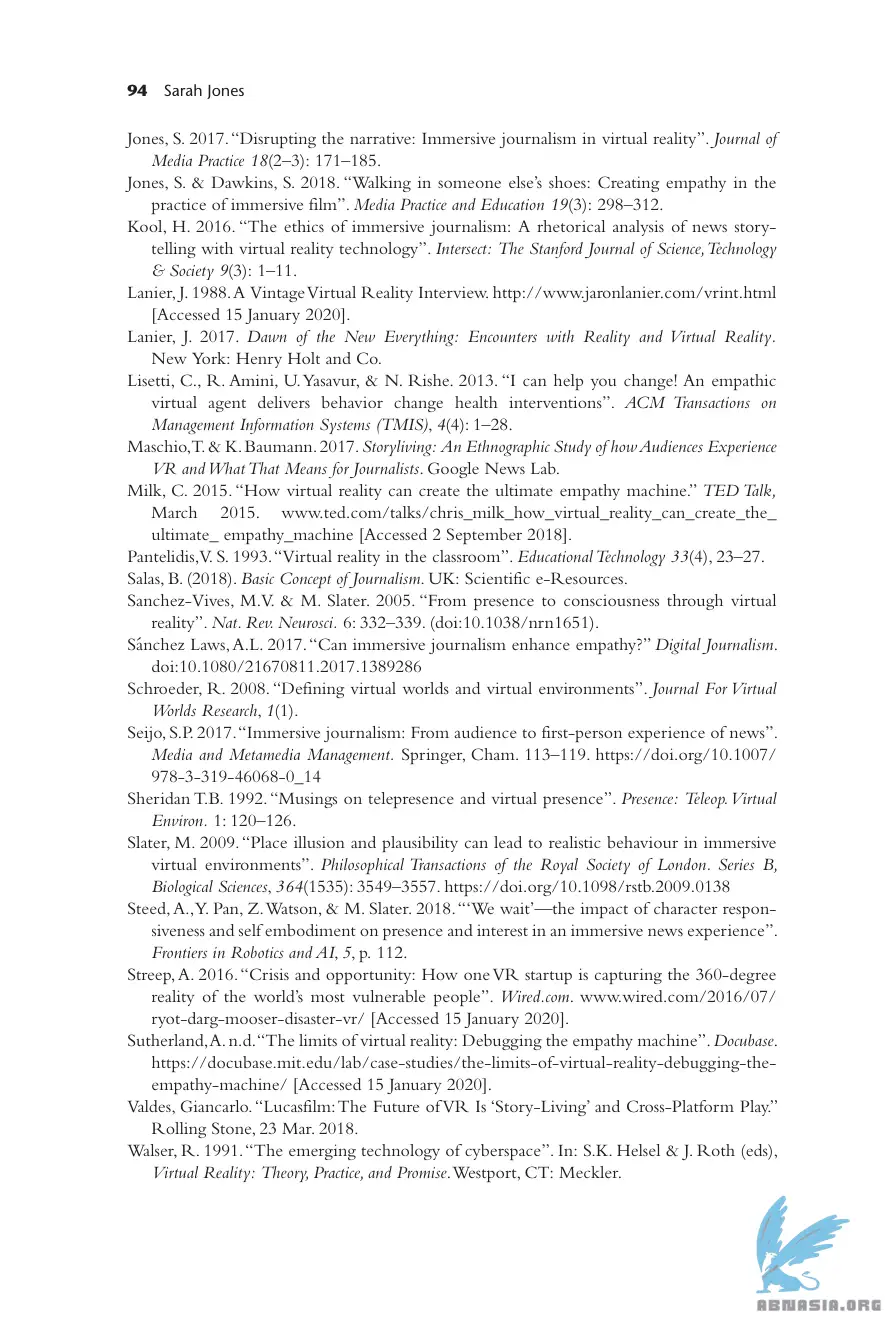 94 Sarah Jones
Jones, S. 2017. “Disrupting the narrative: Immersive journalism in virtual reality”. Journal of
Media Practice 18(2–3): 171–185.
Jones, S. & Dawkins, S. 2018. “Walking in someone else’s shoes: Creating empathy in the
practice of immersive film”. Media Practice and Education 19(3): 298–312.
Kool, H. 2016. “The ethics of immersive journalism: A rhetorical analysis of news story-
telling with virtual reality technology”. Intersect: The Stanford Journal of Science, Technology
& Society 9(3): 1–11.
Lanier, J. 1988. A Vintage Virtual Reality Interview. http://www.jaronlanier.com/vrint.html
[Accessed 15 January 2020].
Lanier, J. 2017. Dawn of the New Everything: Encounters with Reality and Virtual Reality.
New York: Henry Holt and Co.
Lisetti, C., R. Amini, U. Yasavur, & N. Rishe. 2013. “I can help you change! An empathic
virtual agent delivers behavior change health interventions”. ACM Transactions on
Management Information Systems (TMIS), 4(4): 1–28.
Maschio, T. & K. Baumann. 2017. Storyliving: An Ethnographic Study of how Audiences Experience
VR and What That Means for Journalists. Google News Lab.
Milk, C. 2015. “How virtual reality can create the ultimate empathy machine.” TED Talk,
March 2015. www.ted.com/talks/chris_milk_how_virtual_reality_can_create_the_
ultimate_ empathy_machine [Accessed 2 September 2018].
Pantelidis, V. S. 1993. “Virtual reality in the classroom”. Educational Technology 33(4), 23–27.
Salas, B. (2018). Basic Concept of Journalism. UK: Scientific e-Resources.
Sanchez-Vives, M.V. & M. Slater. 2005. “From presence to consciousness through virtual
reality”. Nat. Rev. Neurosci. 6: 332–339. (doi:10.1038/nrn1651).
Sánchez Laws, A.L. 2017. “Can immersive journalism enhance empathy?” Digital Journalism.
doi:10.1080/21670811.2017.1389286
Schroeder, R. 2008. “Defining virtual worlds and virtual environments”. Journal For Virtual
Worlds Research, 1(1).
Seijo, S.P. 2017. “Immersive journalism: From audience to first-person experience of news”.
Media and Metamedia Management. Springer, Cham. 113–119. https://doi.org/10.1007/
978-3-319-46068-0_14
Sheridan T.B. 1992. “Musings on telepresence and virtual presence”. Presence: Teleop. Virtual
Environ. 1: 120–126.
Slater, M. 2009. “Place illusion and plausibility can lead to realistic behaviour in immersive
virtual environments”. Philosophical Transactions of the Royal Society of London. Series B,
Biological Sciences, 364(1535): 3549–3557. https://doi.org/10.1098/rstb.2009.0138
Steed, A., Y. Pan, Z. Watson, & M. Slater. 2018. “‘We wait’—the impact of character respon-
siveness and self embodiment on presence and interest in an immersive news experience”.
Frontiers in Robotics and AI, 5, p. 112.
Streep, A. 2016. “Crisis and opportunity: How one VR startup is capturing the 360-degree
reality of the world’s most vulnerable people”. Wired.com. www.wired.com/2016/07/
ryot-darg-mooser-disaster-vr/ [Accessed 15 January 2020].
Sutherland, A. n.d. “The limits of virtual reality: Debugging the empathy machine”. Docubase.
https://docubase.mit.edu/lab/case-studies/the-limits-of-virtual-reality-debugging-the-
empathy-machine/ [Accessed 15 January 2020].
Valdes, Giancarlo. “Lucasfilm: The Future of VR Is ‘Story-Living’ and Cross-Platform Play.”
Rolling Stone, 23 Mar. 2018.
Walser, R. 1991. “The emerging technology of cyberspace”. In: S.K. Helsel & J. Roth (eds),
Virtual Reality: Theory, Practice, and Promise. Westport, CT: Meckler.
ABNASIA.ORG